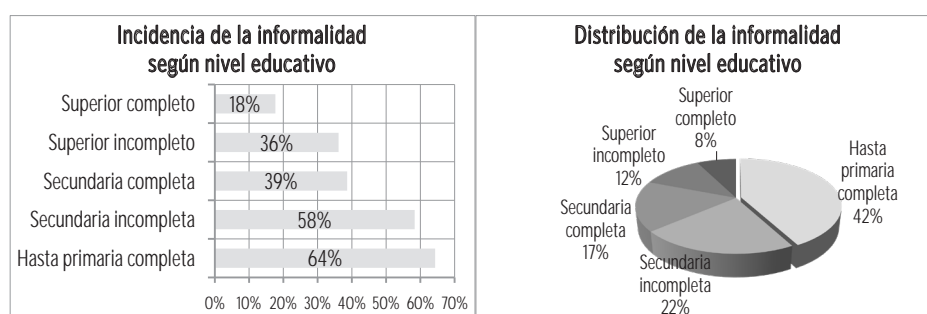 Incidencia de la informalidad
según nivel educativo
Superior completo
18%
Superior incompleto
36%
Secundaria completa
39%
Secundaria incompleta
58%
Hasta primaria completa
64%
0% 10% 20% 30% 40% 50% 60% 70%
Distribución de la informalidad
según nivel educativo
Superior
completo
8%
Superior
incompleto
12%
Secundaria
completa
17%
Secundaria
incompleta
22%
Hasta
primaria
completa
42%